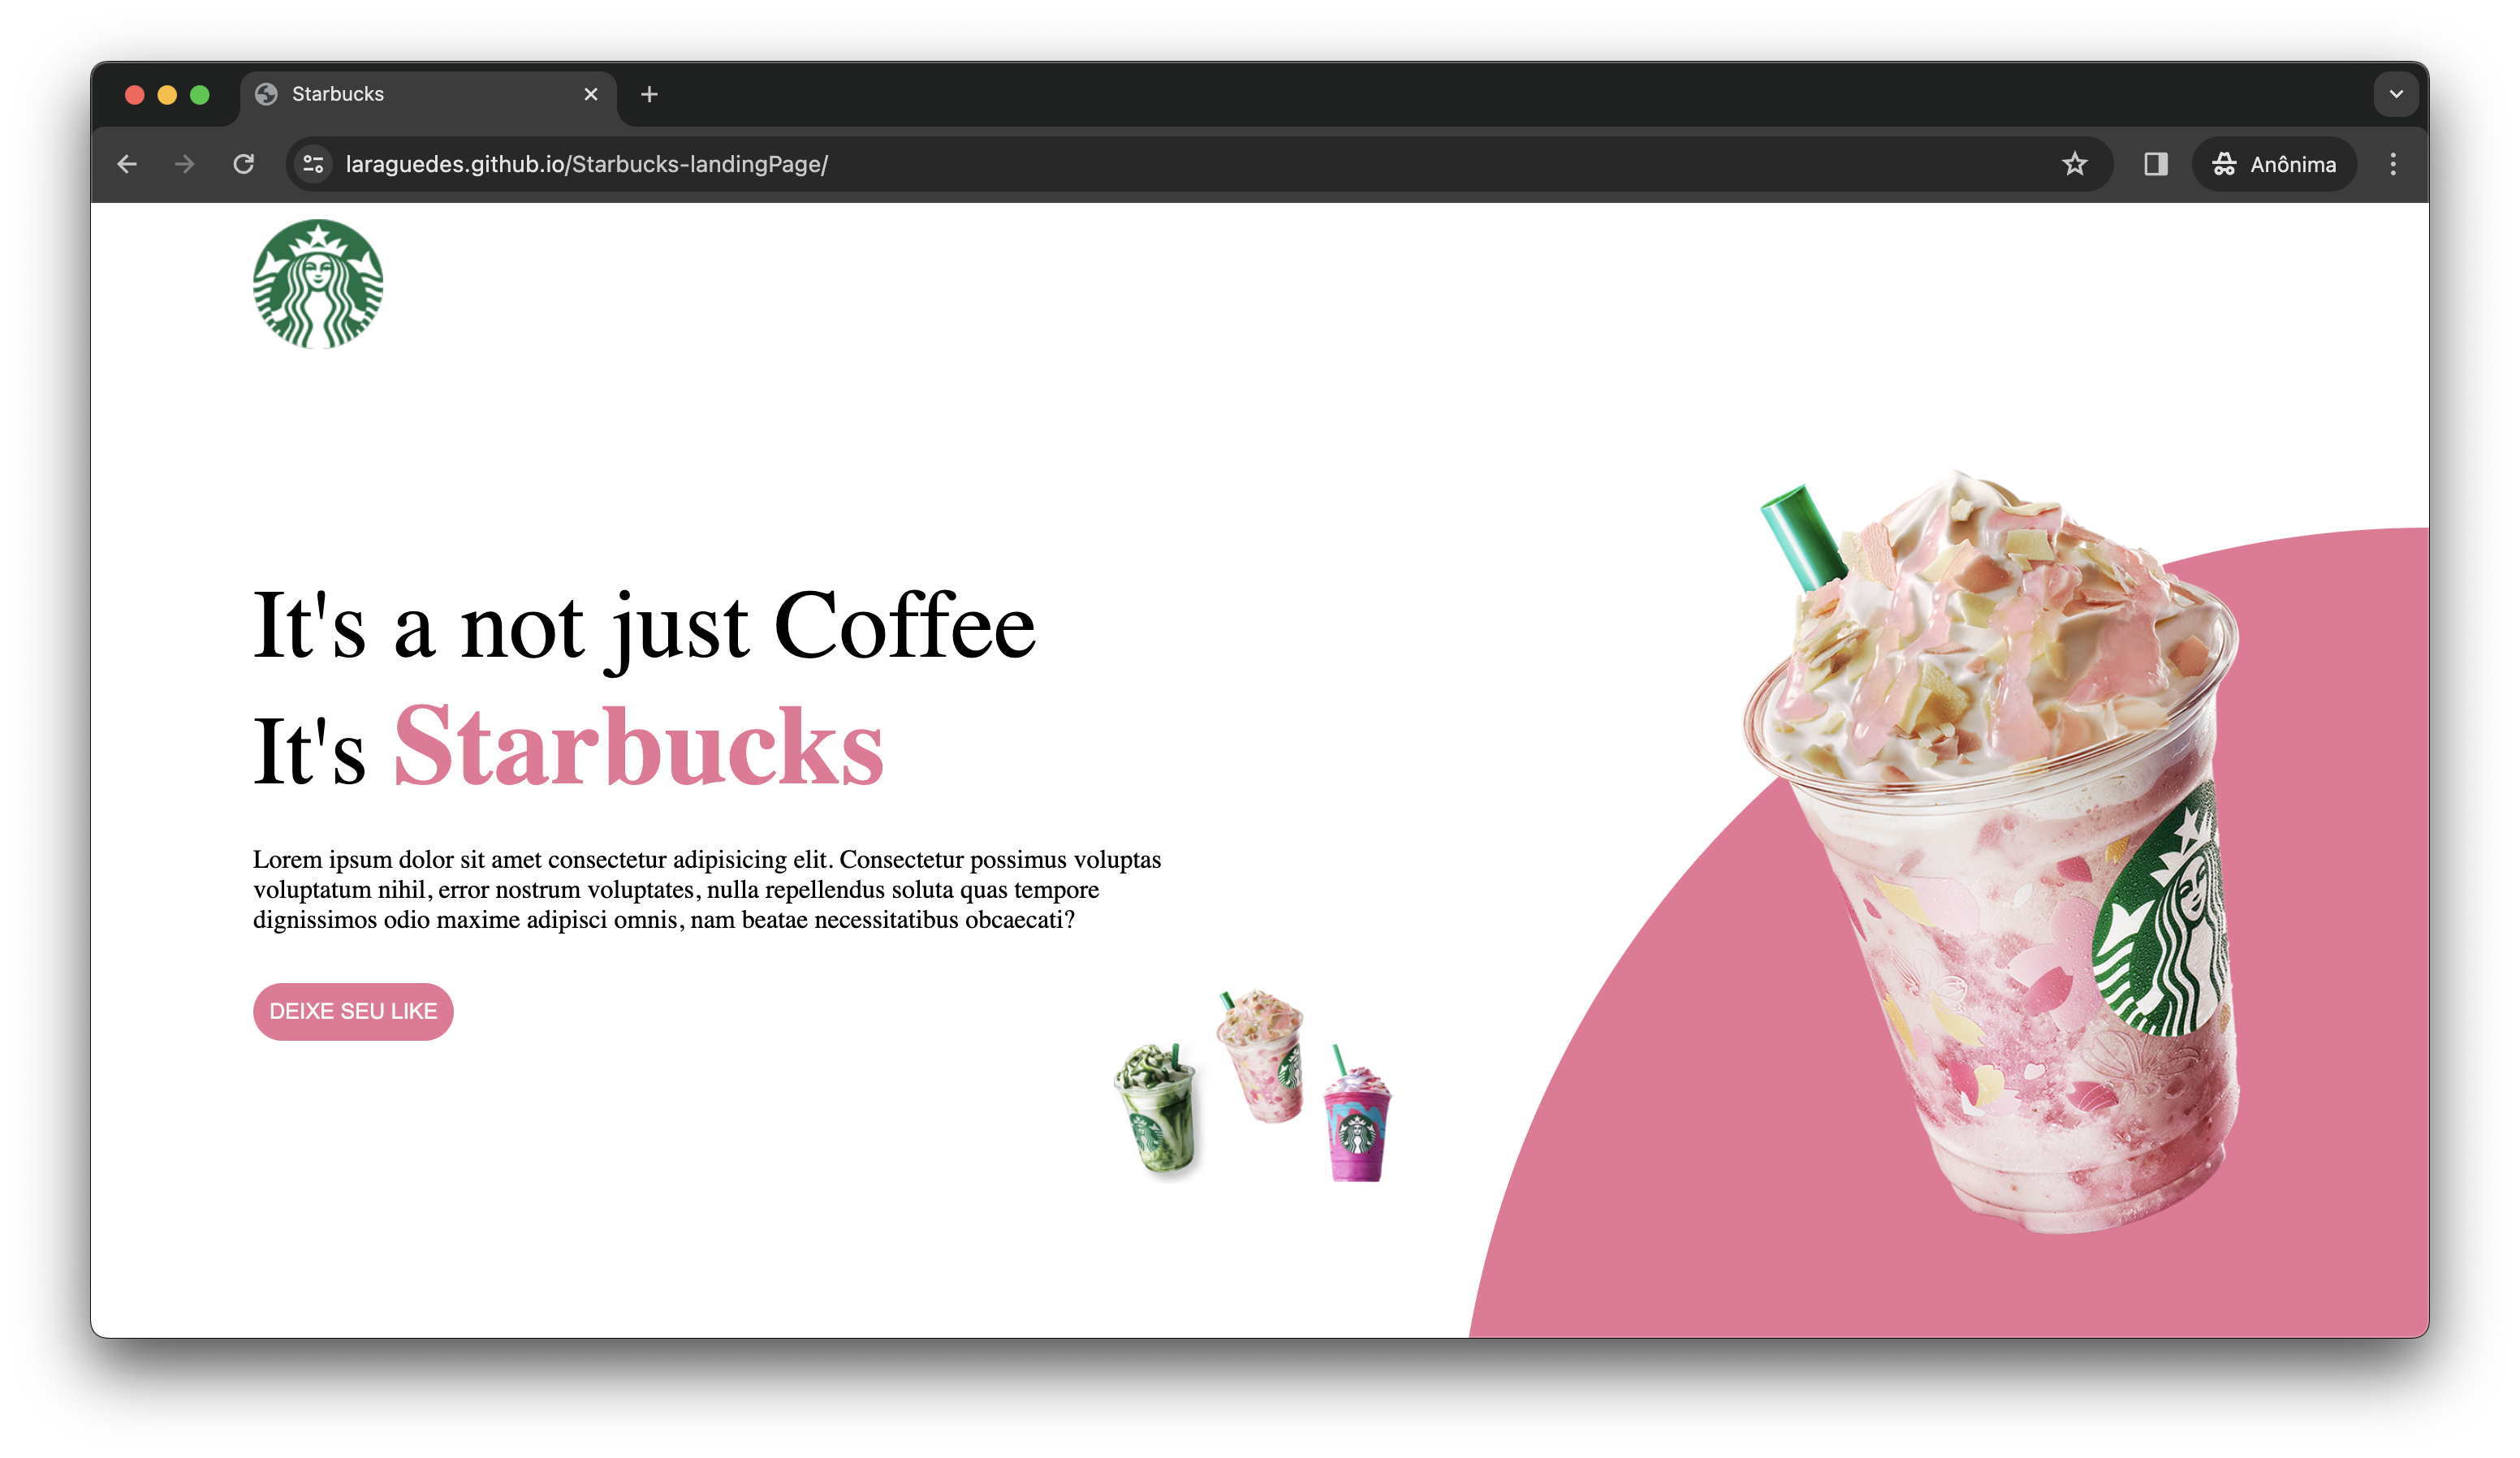 Starbucks
laraguedes.github.io/Starbucks-landingPage/
Anônima
It's a not just Coffee
It's Starbucks
Lorem ipsum dolor sit amet consectetur adipisicing elit. Consectetur possimus voluptas
voluptatum nihil, error nostrum voluptates, nulla repellendus soluta quas tempore
dignissimos odio maxime adipisci omnis, nam beatae necessitatibus obcaecati?
DEIXE SEU LIKE